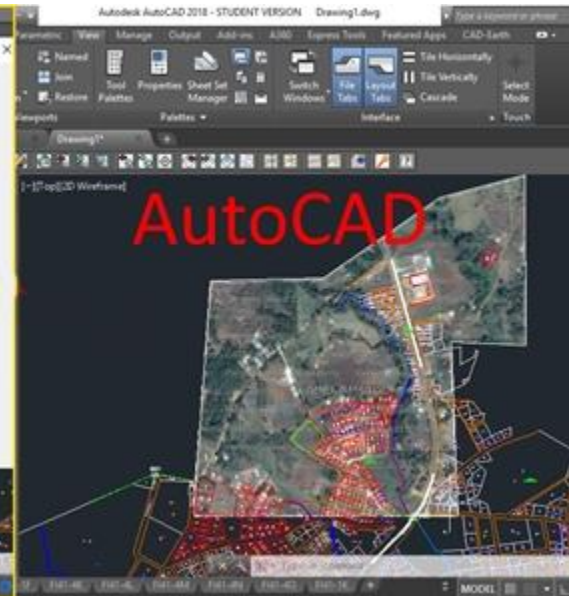 Autodesk AutoCAD 2018 - STUDENT VERSION Drawing1.dwg
Type a keyword or phrase
Parametric View Manage Output Add-ins A360 Express Tools Featured Apps CAD-Earth
Named
Join
Restore
Tool Palettes
Properties
Sheet Set Manager
Switch Windows
File Tabs
Layout Tabs
Tile Horizontally
Tile Vertically
Cascade
Select Mode
Viewports
Palettes
Interface
Touch
Drawing1*
[-][Top][2D Wireframe]
AutoCAD
MODEL